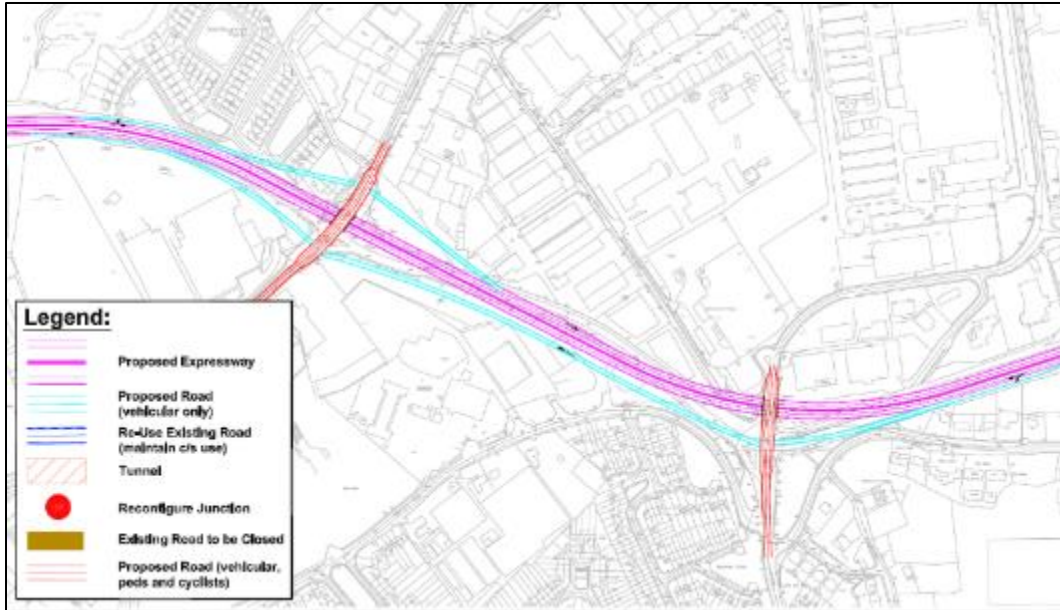 Legend:
Proposed Expressway
Proposed Road
(vehicular only)
Re-Use Existing Road
(maintain c/s use)
Tunnel
Reconfigure Junction
Existing Road to be Closed
Proposed Road (vehicular,
peds and cyclists)